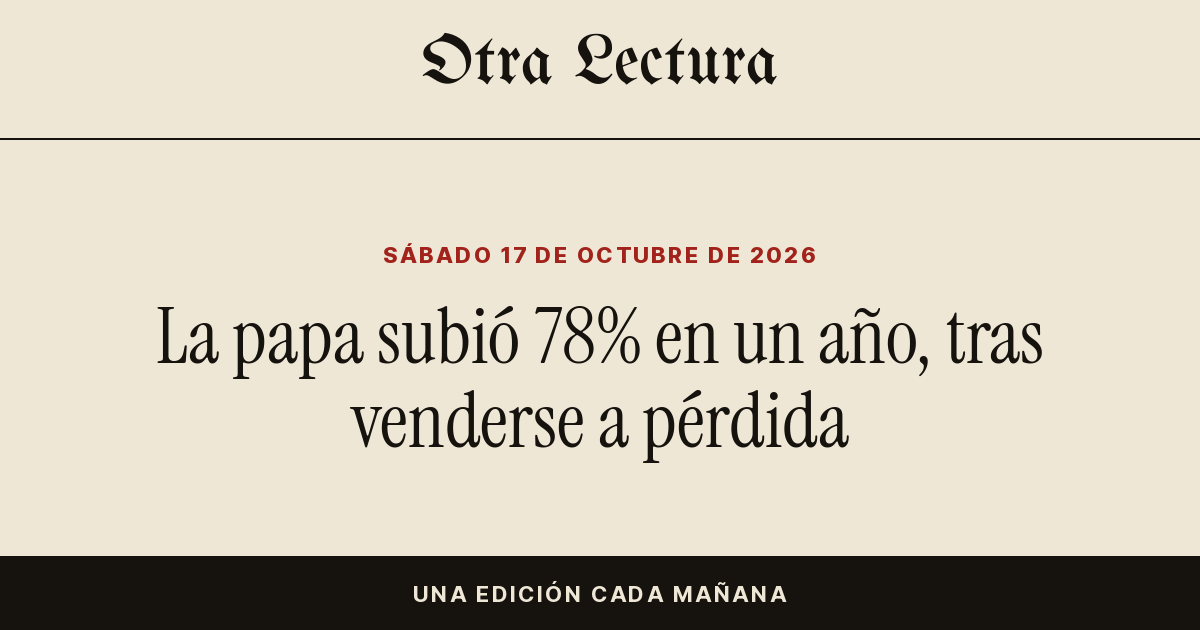 Otra Lectura
SÁBADO 17 DE OCTUBRE DE 2026
La papa subió 78% en un año, tras
venderse a pérdida
UNA EDICIÓN CADA MAÑANA